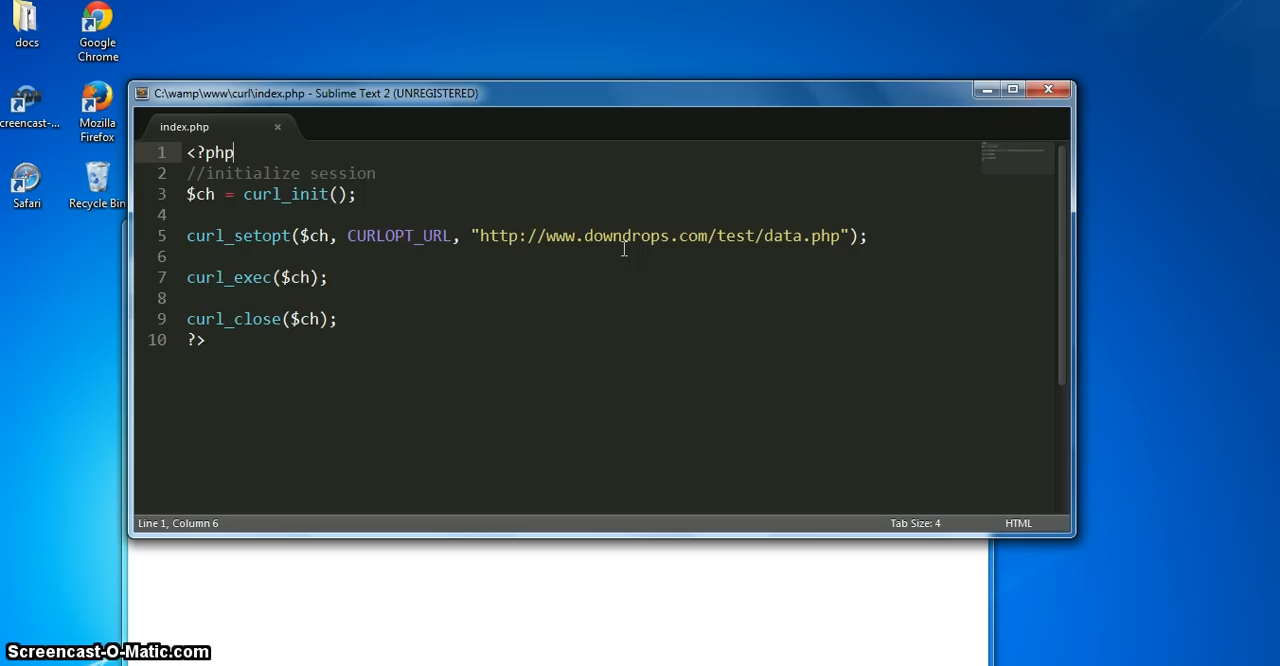 docs
Google
Chrome
creencast-...
Mozilla
Firefox
Safari
Recycle Bin
C:\wamp\www\curl\index.php - Sublime Text 2 (UNREGISTERED)
index.php
1 <?php
2 //initialize session
3 $ch = curl_init();
4
5 curl_setopt($ch, CURLOPT_URL, "http://www.downdrops.com/test/data.php");
6
7 curl_exec($ch);
8
9 curl_close($ch);
10 ?>
Line 1, Column 6
Tab Size: 4
HTML
Screencast-O-Matic.com